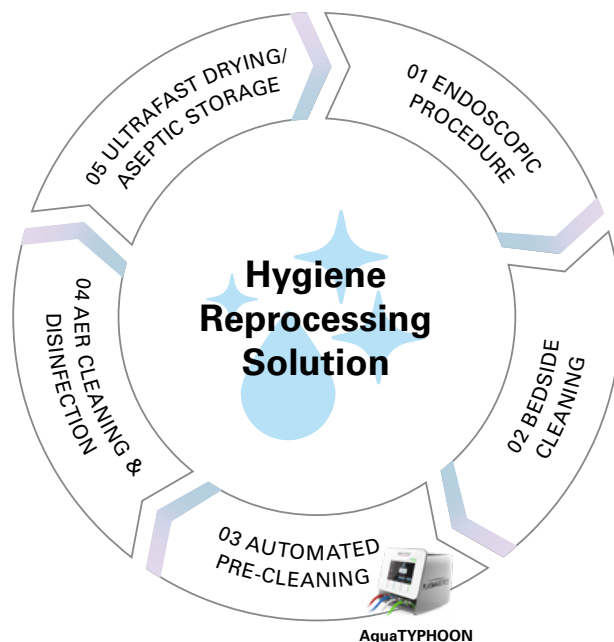 Hygiene
Reprocessing
Solution
01 ENDOSCOPIC
PROCEDURE
02 BEDSIDE
CLEANING
03 AUTOMATED
PRE-CLEANING
AquaTYPHOON
04 AER CLEANING &
DISINFECTION
05 ULTRAFAST DRYING/
ASEPTIC STORAGE